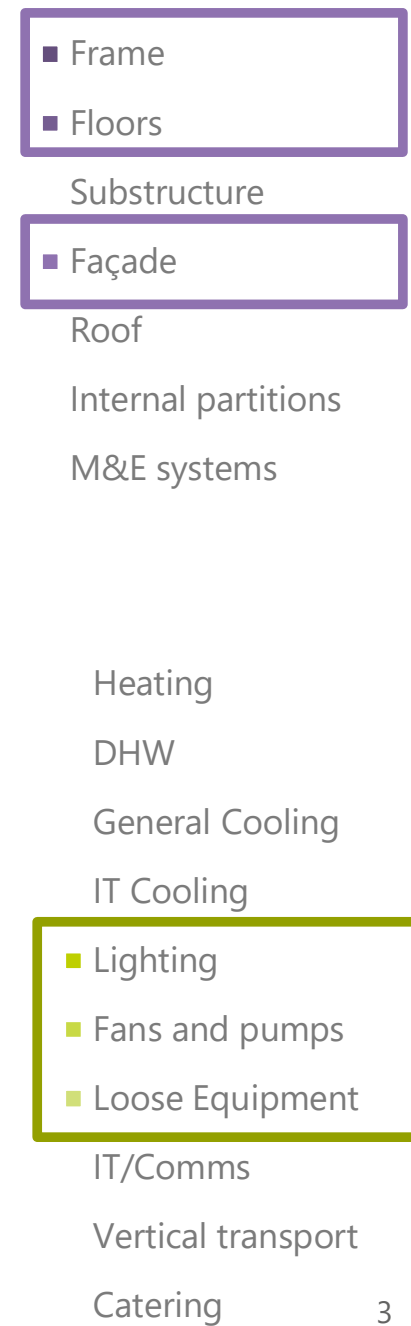 Frame
Floors
Substructure
Façade
Roof
Internal partitions
M&E systems
Heating
DHW
General Cooling
IT Cooling
Lighting
Fans and pumps
Loose Equipment
IT/Comms
Vertical transport
Catering
3